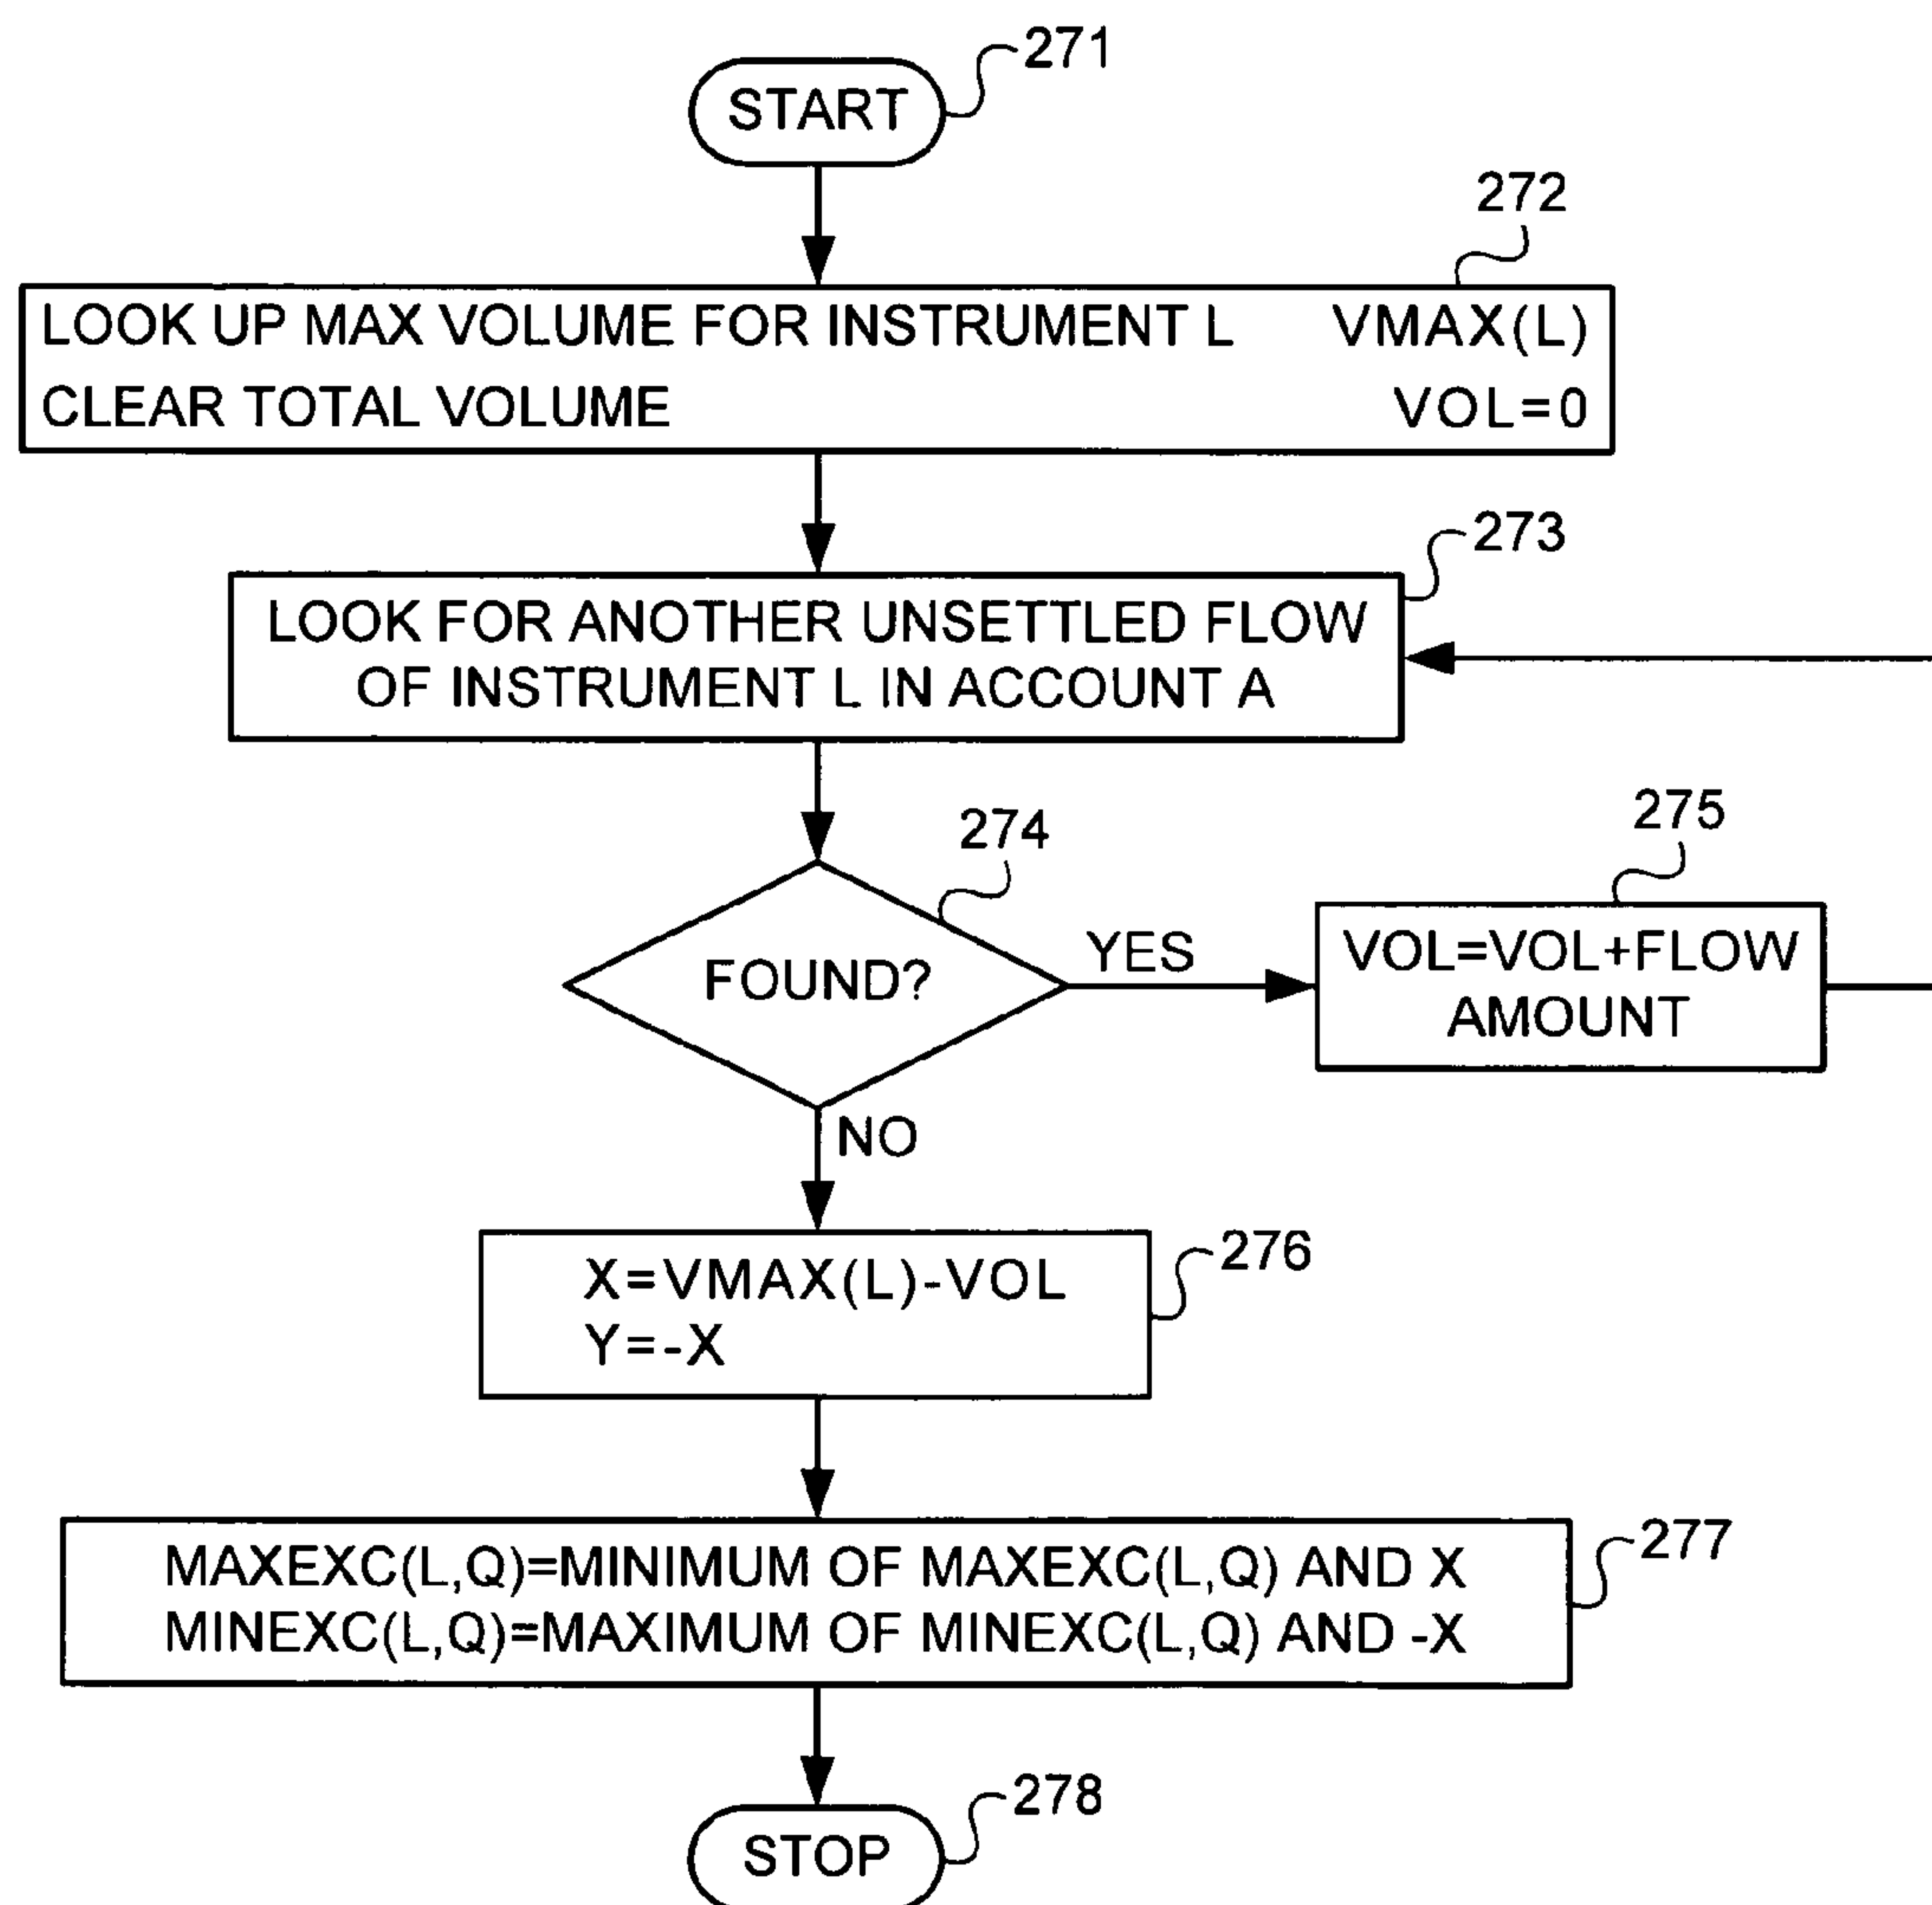 271
START
272
LOOK UP MAX VOLUME FOR INSTRUMENT L VMAX(L)
CLEAR TOTAL VOLUME VOL=0
273
LOOK FOR ANOTHER UNSETTLED FLOW
OF INSTRUMENT L IN ACCOUNT A
274
275
FOUND?
YES
VOL=VOL+FLOW
AMOUNT
NO
276
X=VMAX(L)-VOL
Y=-X
277
MAXEXC(L,Q)=MINIMUM OF MAXEXC(L,Q) AND X
MINEXC(L,Q)=MAXIMUM OF MINEXC(L,Q) AND -X
278
STOP